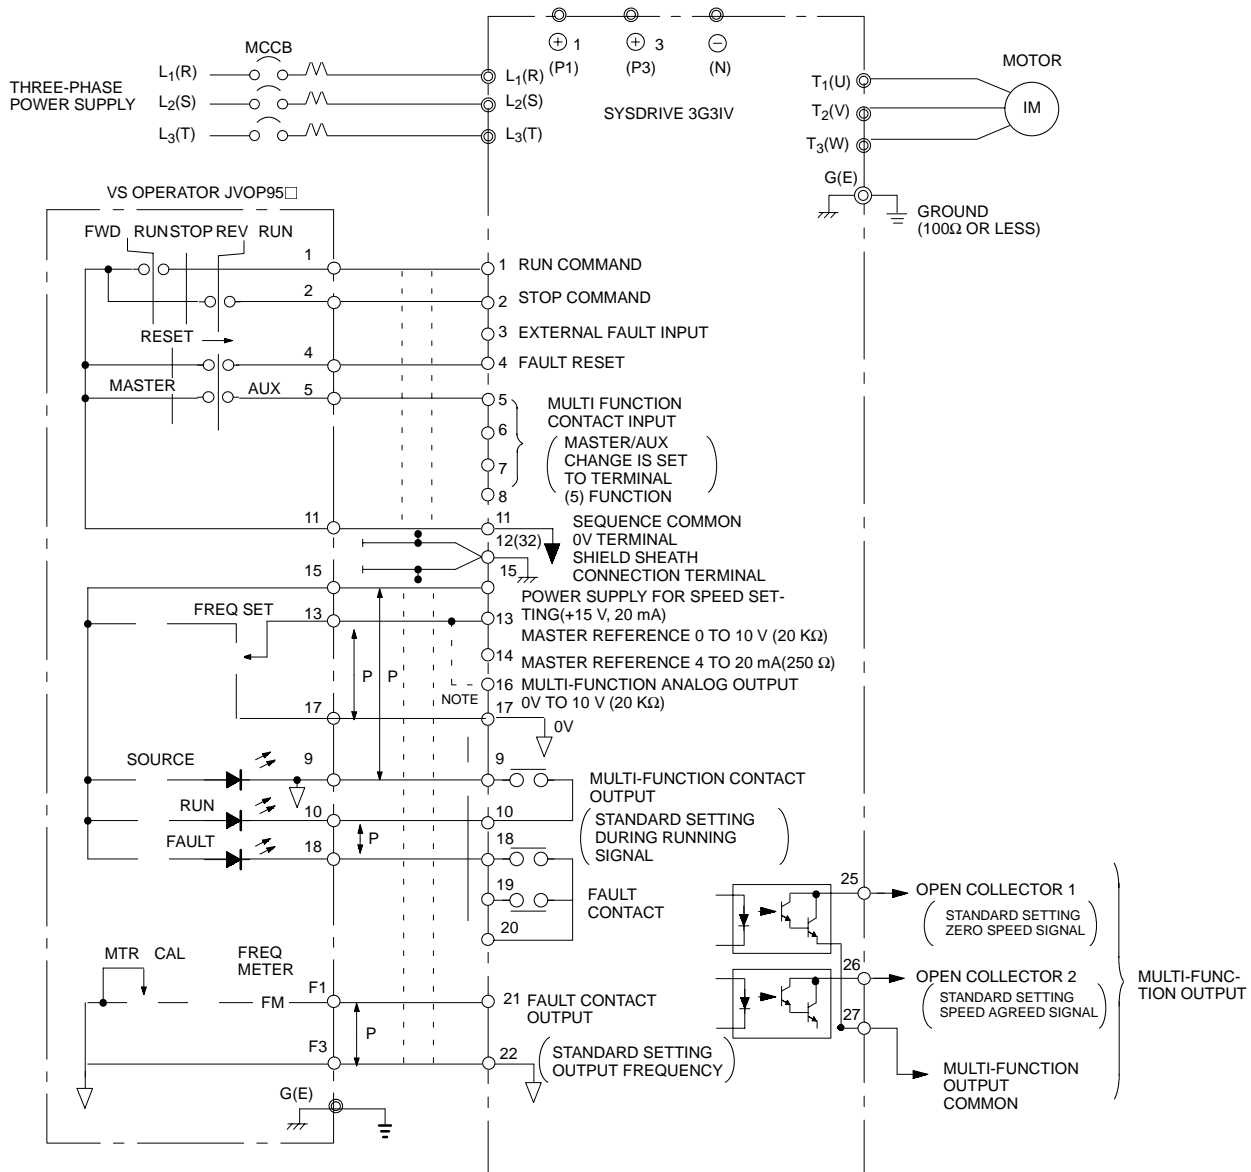 MCCB
THREE-PHASE
POWER SUPPLY
L1(R)
L2(S)
L3(T)
L1(R)
L2(S)
L3(T)
1
(P1)
3
(P3)
(N)
SYSDRIVE 3G3IV
T1(U)
T2(V)
T3(W)
MOTOR
IM
G(E)
GROUND
(100Ω OR LESS)
VS OPERATOR JVOP95□
FWD RUN STOP REV RUN
1
1 RUN COMMAND
2
2 STOP COMMAND
3 EXTERNAL FAULT INPUT
RESET
4
4 FAULT RESET
MASTER
AUX
5
5
6
7
8
MULTI FUNCTION
CONTACT INPUT
(MASTER/AUX
CHANGE IS SET
TO TERMINAL
(5) FUNCTION)
11
11
SEQUENCE COMMON
0V TERMINAL
12(32)
SHIELD SHEATH
CONNECTION TERMINAL
15
15
POWER SUPPLY FOR SPEED SET-
TING(+15 V, 20 mA)
FREQ SET
13
13
MASTER REFERENCE 0 TO 10 V (20 KΩ)
14
MASTER REFERENCE 4 TO 20 mA(250 Ω)
P
P
NOTE
16 MULTI-FUNCTION ANALOG OUTPUT
0V TO 10 V (20 KΩ)
17
17
0V
SOURCE
9
9
MULTI-FUNCTION CONTACT
OUTPUT
RUN
10
10
(STANDARD SETTING
DURING RUNNING
SIGNAL)
P
FAULT
18
18
19
20
FAULT
CONTACT
25
OPEN COLLECTOR 1
(STANDARD SETTING
ZERO SPEED SIGNAL)
26
OPEN COLLECTOR 2
(STANDARD SETTING
SPEED AGREED SIGNAL)
27
MULTI-FUNCTION
OUTPUT
COMMON
MULTI-FUNC-
TION OUTPUT
MTR CAL
FREQ
METER
FM
F1
21 FAULT CONTACT
OUTPUT
P
F3
22
(STANDARD SETTING
OUTPUT FREQUENCY)
G(E)